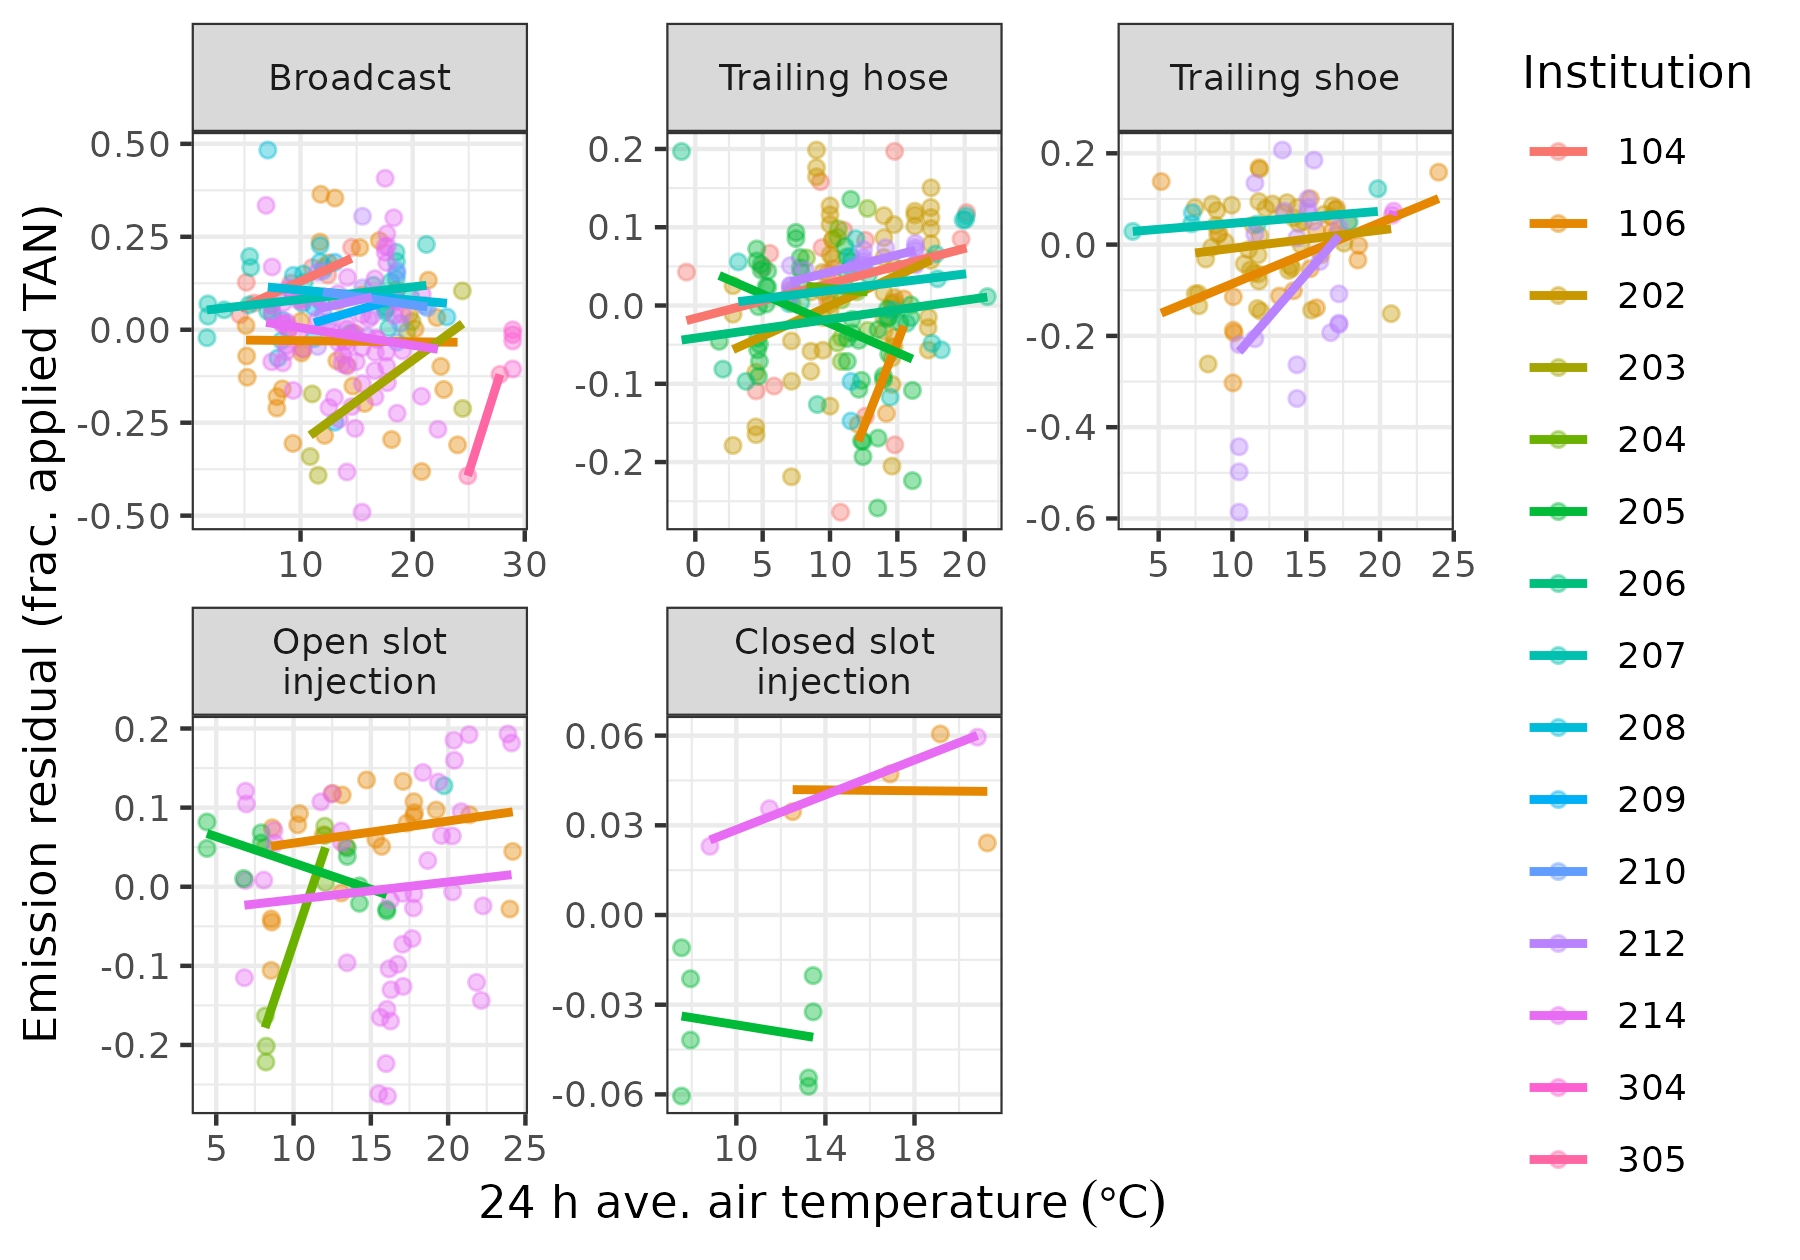 Broadcast
Trailing hose
Trailing shoe
Institution
104
106
202
203
204
205
206
207
208
209
210
212
214
304
305
0.50
0.25
0.00
-0.25
-0.50
10 20 30
0.2
0.1
0.0
-0.1
-0.2
0 5 10 15 20
0.2
0.0
-0.2
-0.4
-0.6
5 10 15 20 25
Open slot
injection
Closed slot
injection
0.2
0.1
0.0
-0.1
-0.2
5 10 15 20 25
0.06
0.03
0.00
-0.03
-0.06
10 14 18
Emission residual (frac. applied TAN)
24 h ave. air temperature (°C)